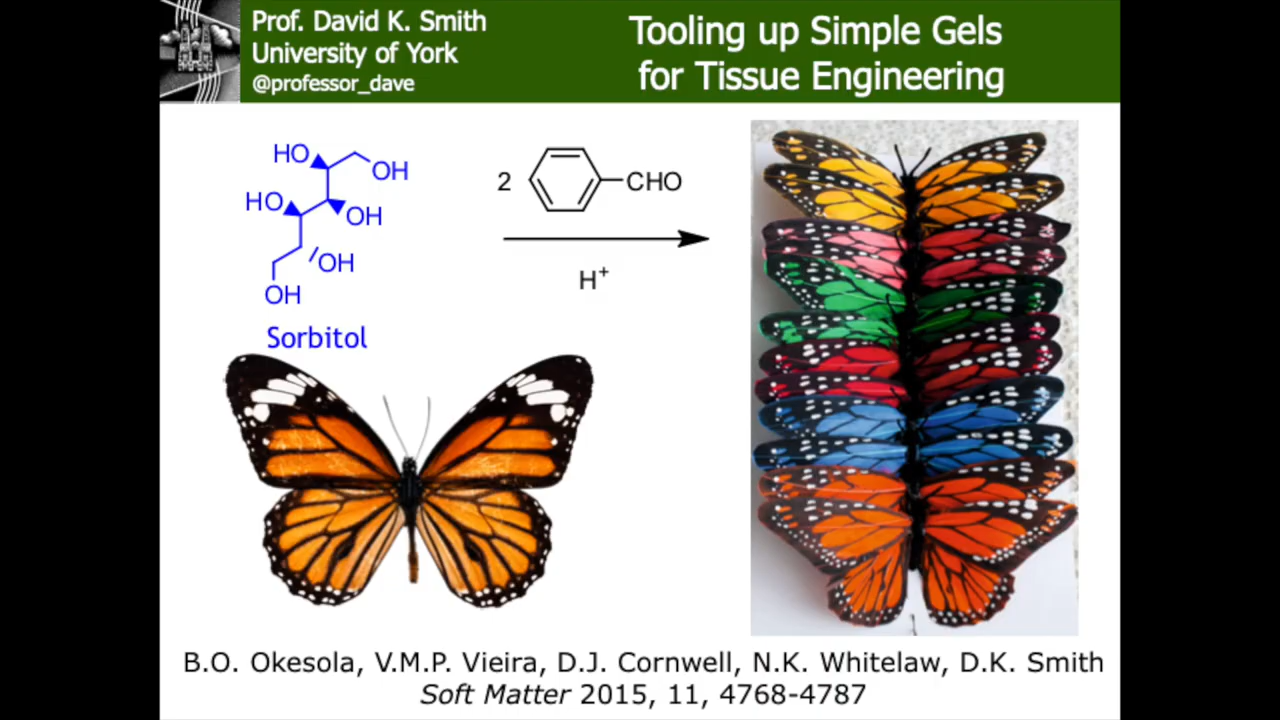 Prof. David K. Smith
University of York
@professor_dave
Tooling up Simple Gels
for Tissue Engineering
HO
OH
HO
OH
OH
OH
Sorbitol
2
CHO
H⁺
B.O. Okesola, V.M.P. Vieira, D.J. Cornwell, N.K. Whitelaw, D.K. Smith
Soft Matter 2015, 11, 4768-4787